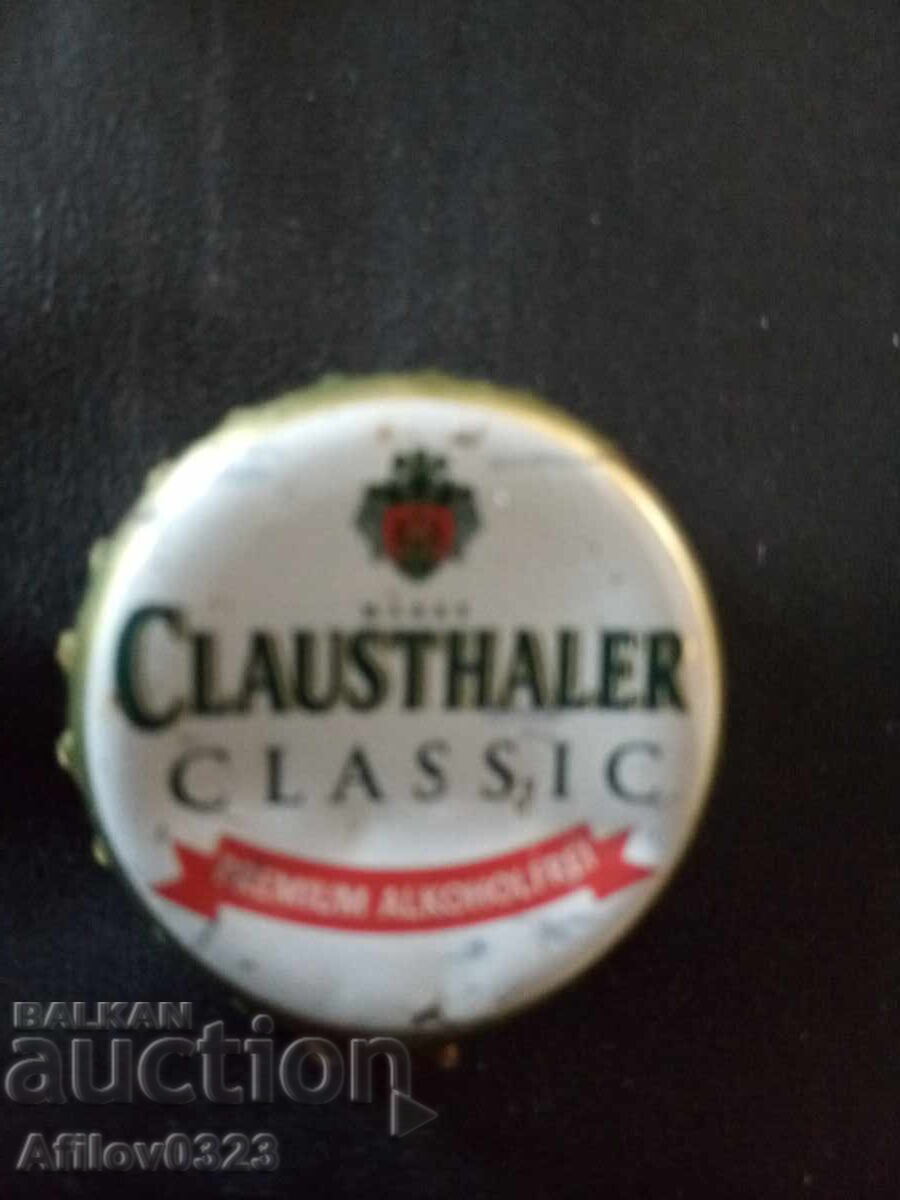 CLAUSTHALER
CLASSIC
PREMIUM ALKOHOLFREI
BALKAN
auction
Afilov0323